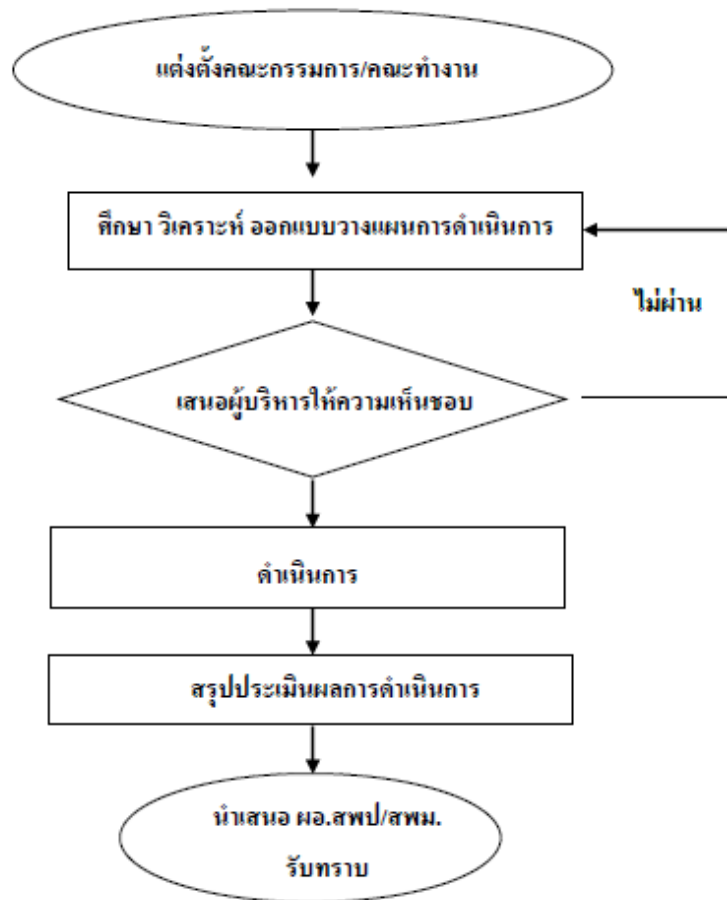 แต่งตั้งคณะกรรมการ/คณะทำงาน
ศึกษา วิเคราะห์ ออกแบบวางแผนการดำเนินการ
ไม่ผ่าน
เสนอผู้บริหารให้ความเห็นชอบ
ดำเนินการ
สรุปประเมินผลการดำเนินการ
นำเสนอ ผอ.สพป/สพม.
รับทราบ